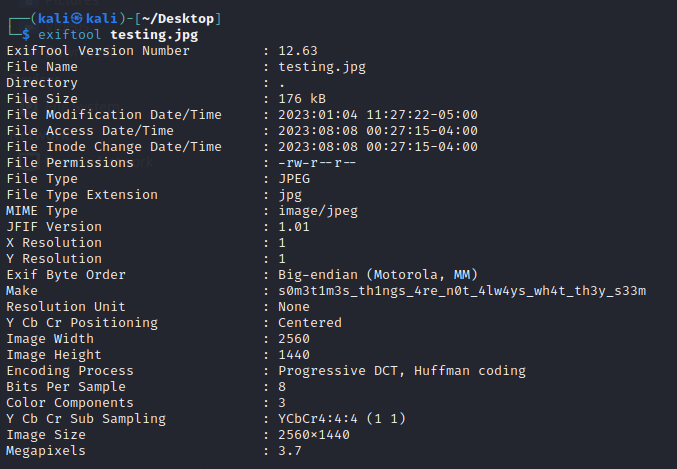 ┌──(kali㉿kali)-[~/Desktop]
└─$ exiftool testing.jpg
ExifTool Version Number         : 12.63
File Name                       : testing.jpg
Directory                       : .
File Size                       : 176 kB
File Modification Date/Time     : 2023:01:04 11:27:22-05:00
File Access Date/Time           : 2023:08:08 00:27:15-04:00
File Inode Change Date/Time     : 2023:08:08 00:27:15-04:00
File Permissions                : -rw-r--r--
File Type                       : JPEG
File Type Extension             : jpg
MIME Type                       : image/jpeg
JFIF Version                    : 1.01
X Resolution                    : 1
Y Resolution                    : 1
Exif Byte Order                 : Big-endian (Motorola, MM)
Make                            : s0m3t1m3s_th1ngs_4re_n0t_4lw4ys_wh4t_th3y_s33m
Resolution Unit                 : None
Y Cb Cr Positioning             : Centered
Image Width                     : 2560
Image Height                    : 1440
Encoding Process                : Progressive DCT, Huffman coding
Bits Per Sample                 : 8
Color Components                : 3
Y Cb Cr Sub Sampling            : YCbCr4:4:4 (1 1)
Image Size                      : 2560×1440
Megapixels                      : 3.7